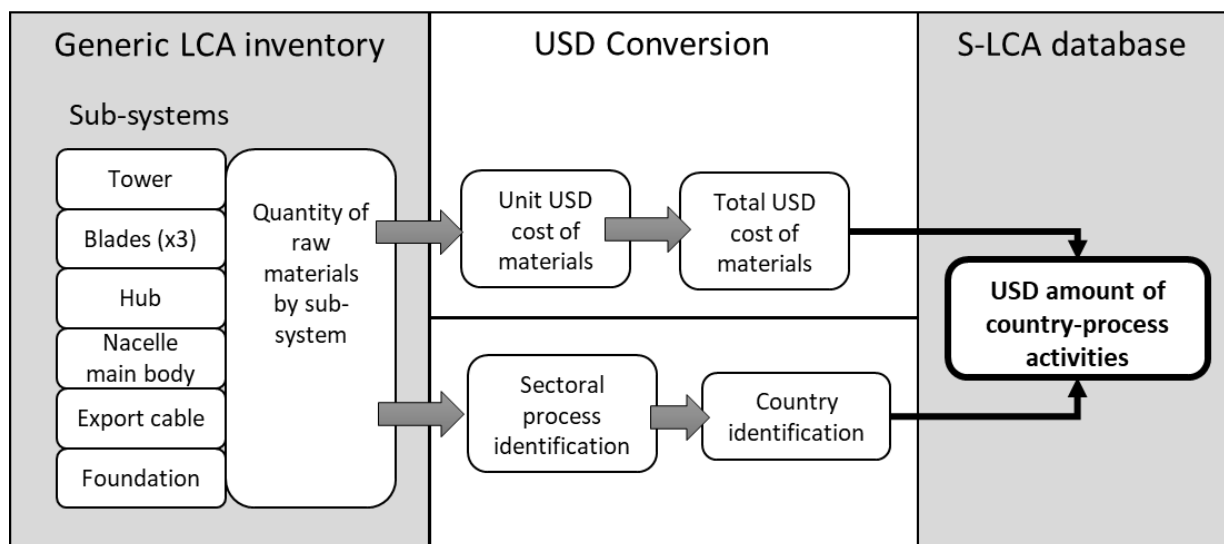 Generic LCA inventory
USD Conversion
S-LCA database
Sub-systems
Tower
Blades (x3)
Hub
Nacelle
main body
Export cable
Foundation
Quantity of
raw
materials
by sub-
system
Unit USD
cost of
materials
Total USD
cost of
materials
Sectoral
process
identification
Country
identification
USD amount of
country-process
activities